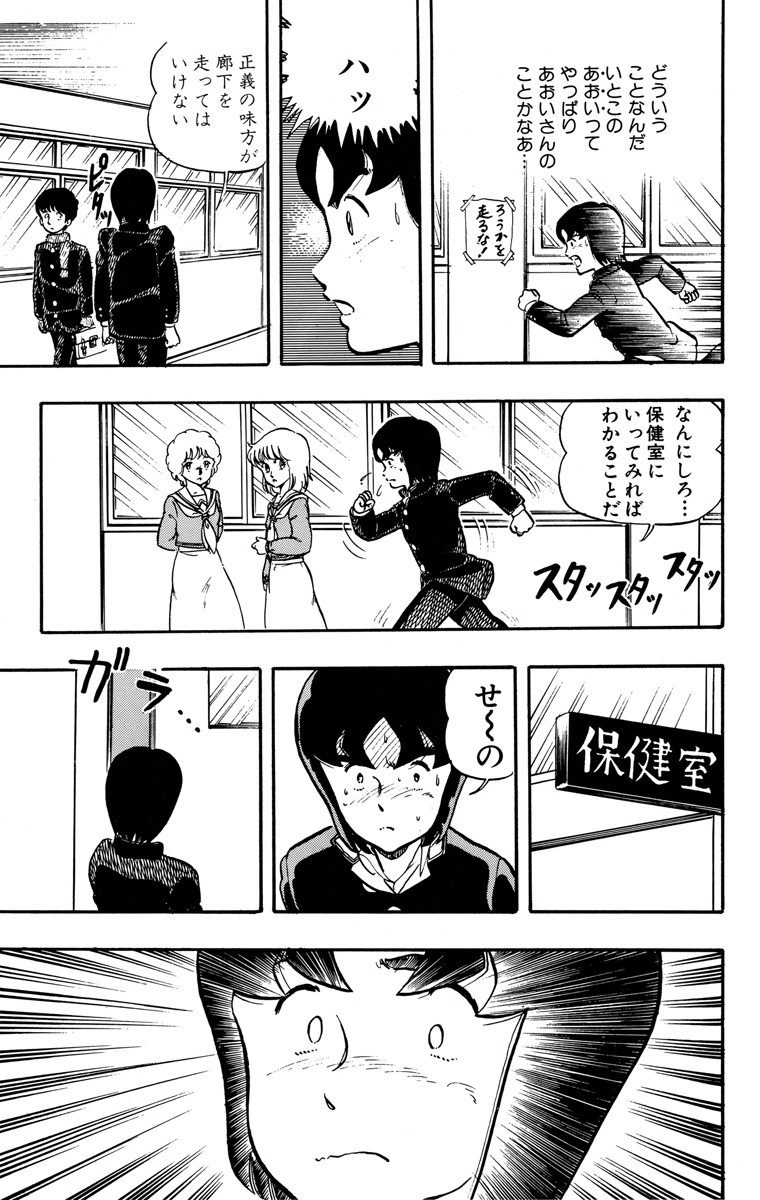 どういう
ことなんだ
いとこの
あおいって
やっぱり
あおいさんの
ことかなあ…
ろうかを
走るな!
ハッ
正義の味方が
廊下を
走っては
いけない
ピタッ
なんにしろ…
保健室に
いってみれば
わかることだ
スタッ
スタッ
スタッ
保健室
せ〜の
ガラ…